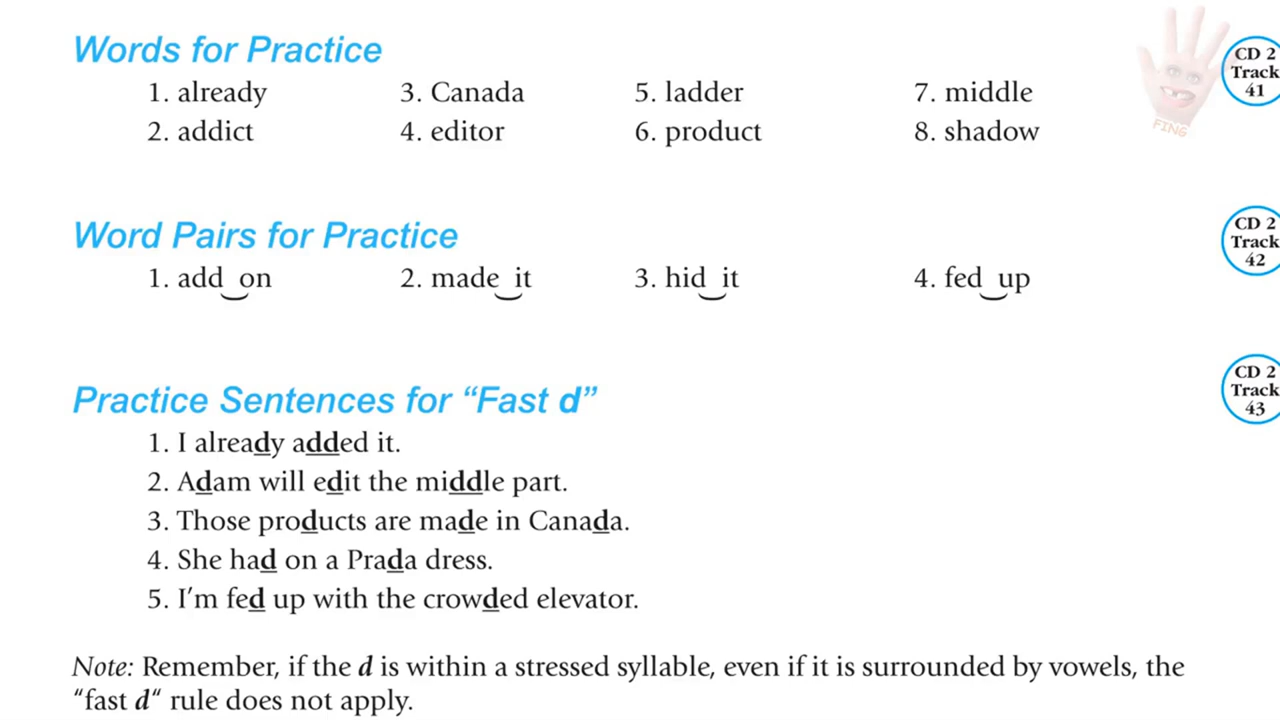 Words for Practice
1. already 3. Canada 5. ladder 7. middle
2. addict 4. editor 6. product 8. shadow
CD 2
Track
41
FING
Word Pairs for Practice
1. add on 2. made it 3. hid it 4. fed up
CD 2
Track
42
Practice Sentences for “Fast d”
CD 2
Track
43
1. I already added it.
2. Adam will edit the middle part.
3. Those products are made in Canada.
4. She had on a Prada dress.
5. I’m fed up with the crowded elevator.
Note: Remember, if the d is within a stressed syllable, even if it is surrounded by vowels, the
“fast d“ rule does not apply.